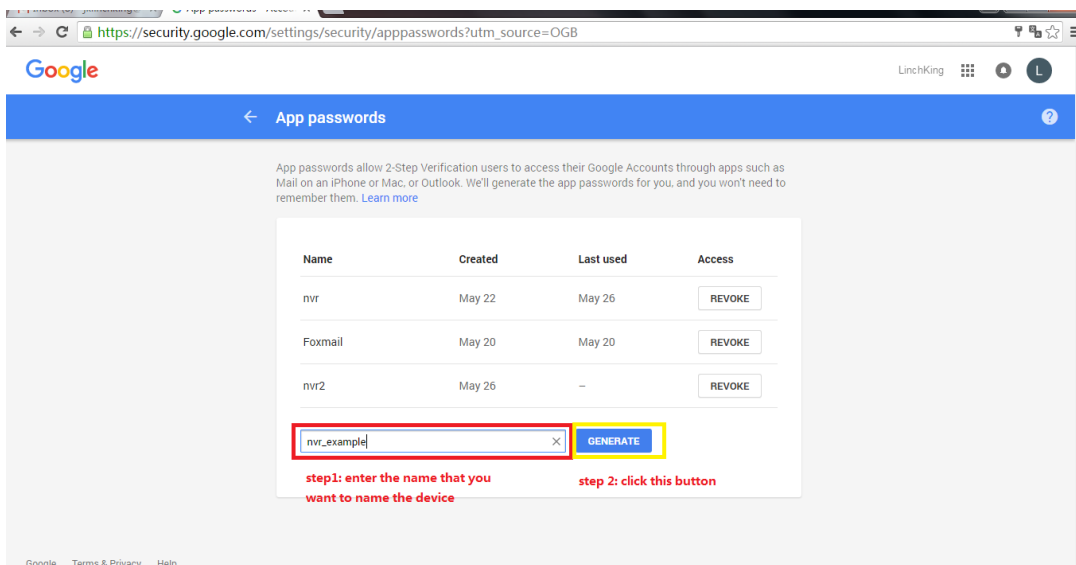 https://security.google.com/settings/security/apppasswords?utm_source=OGB
Google
LinchKing
L
App passwords
?
App passwords allow 2-Step Verification users to access their Google Accounts through apps such as
Mail on an iPhone or Mac, or Outlook. We'll generate the app passwords for you, and you won't need to
remember them. Learn more
Name Created Last used Access
nvr May 22 May 26 REVOKE
Foxmail May 20 May 20 REVOKE
nvr2 May 26 – REVOKE
nvr_example GENERATE
step1: enter the name that you
want to name the device
step 2: click this button
Google Terms & Privacy Help